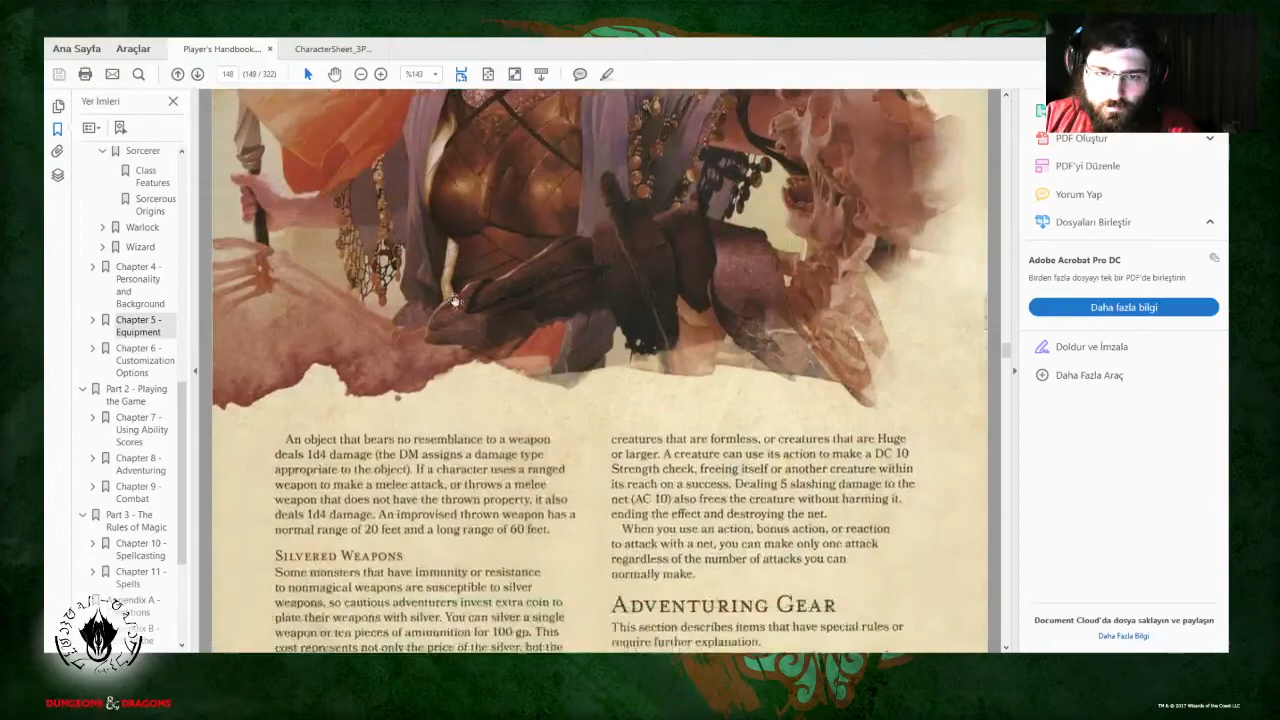 Ana Sayfa
Araçlar
Player's Handbook....
CharacterSheet_3P...
148
(149 / 322)
%143
Yer İmleri
Sorcerer
Class
Features
Sorcerous
Origins
Warlock
Wizard
Chapter 4 -
Personality
and
Background
Chapter 5 -
Equipment
Chapter 6 -
Customization
Options
Part 2 - Playing
the Game
Chapter 7 -
Using Ability
Scores
Chapter 8 -
Adventuring
Chapter 9 -
Combat
Part 3 - The
Rules of Magic
Chapter 10 -
Spellcasting
Chapter 11 -
Spells
An object that bears no resemblance to a weapon
deals 1d4 damage (the DM assigns a damage type
appropriate to the object). If a character uses a ranged
weapon to make a melee attack, or throws a melee
weapon that does not have the thrown property, it also
deals 1d4 damage. An improvised thrown weapon has a
normal range of 20 feet and a long range of 60 feet.
SILVERED WEAPONS
Some monsters that have immunity or resistance
to nonmagical weapons are susceptible to silver
weapons, so cautious adventurers invest extra coin to
plate their weapons with silver. You can silver a single
weapon or ten pieces of ammunition for 100 gp. This
cost represents not only the price of the silver, but the
creatures that are formless, or creatures that are Huge
or larger. A creature can use its action to make a DC 10
Strength check, freeing itself or another creature within
its reach on a success. Dealing 5 slashing damage to the
net (AC 10) also frees the creature without harming it,
ending the effect and destroying the net.
When you use an action, bonus action, or reaction
to attack with a net, you can make only one attack
regardless of the number of attacks you can
normally make.
ADVENTURING GEAR
This section describes items that have special rules or
require further explanation.
PDF Oluştur
PDF'yi Düzenle
Yorum Yap
Dosyaları Birleştir
Adobe Acrobat Pro DC
Birden fazla dosyayı tek bir PDF'de birleştirin
Daha fazla bilgi
Doldur ve İmzala
Daha Fazla Araç
Document Cloud'da dosya saklayın ve paylaşın
Daha Fazla Bilgi
DUNGEONS & DRAGONS
TM & © 2017 Wizards of the Coast LLC